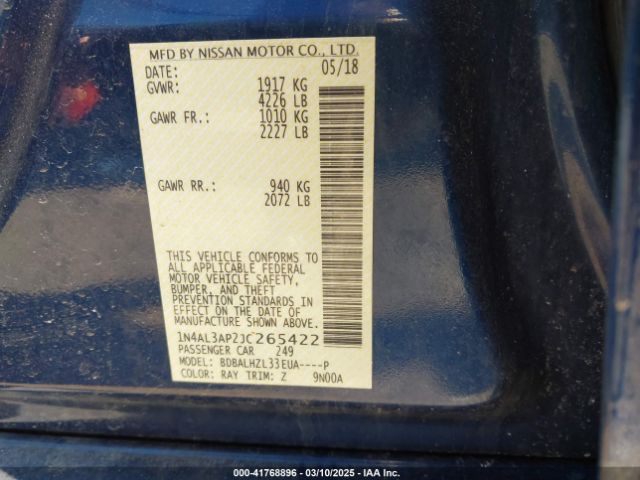 MFD BY NISSAN MOTOR CO., LTD.
DATE: 05/18
GVWR: 1917 KG
4226 LB
GAWR FR.: 1010 KG
2227 LB
GAWR RR.: 940 KG
2072 LB
THIS VEHICLE CONFORMS TO
ALL APPLICABLE FEDERAL
MOTOR VEHICLE SAFETY,
BUMPER, AND THEFT
PREVENTION STANDARDS IN
EFFECT ON THE DATE OF
MANUFACTURE SHOWN ABOVE.
1N4AL3AP2JC265422
PASSENGER CAR 249
MODEL: BDBALHZL33EUA----P
COLOR: RAY TRIM: Z 9N00A
000-41768896 • 03/10/2025 • IAA Inc.